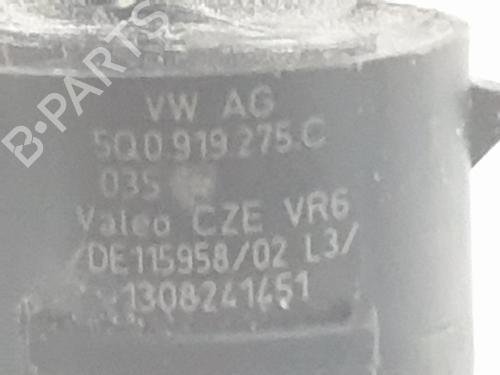 B-PARTS
VW AG
5Q0.919.275.C
03S
Valeo CZE VR6
/DE115958/02 L3/
1308241451